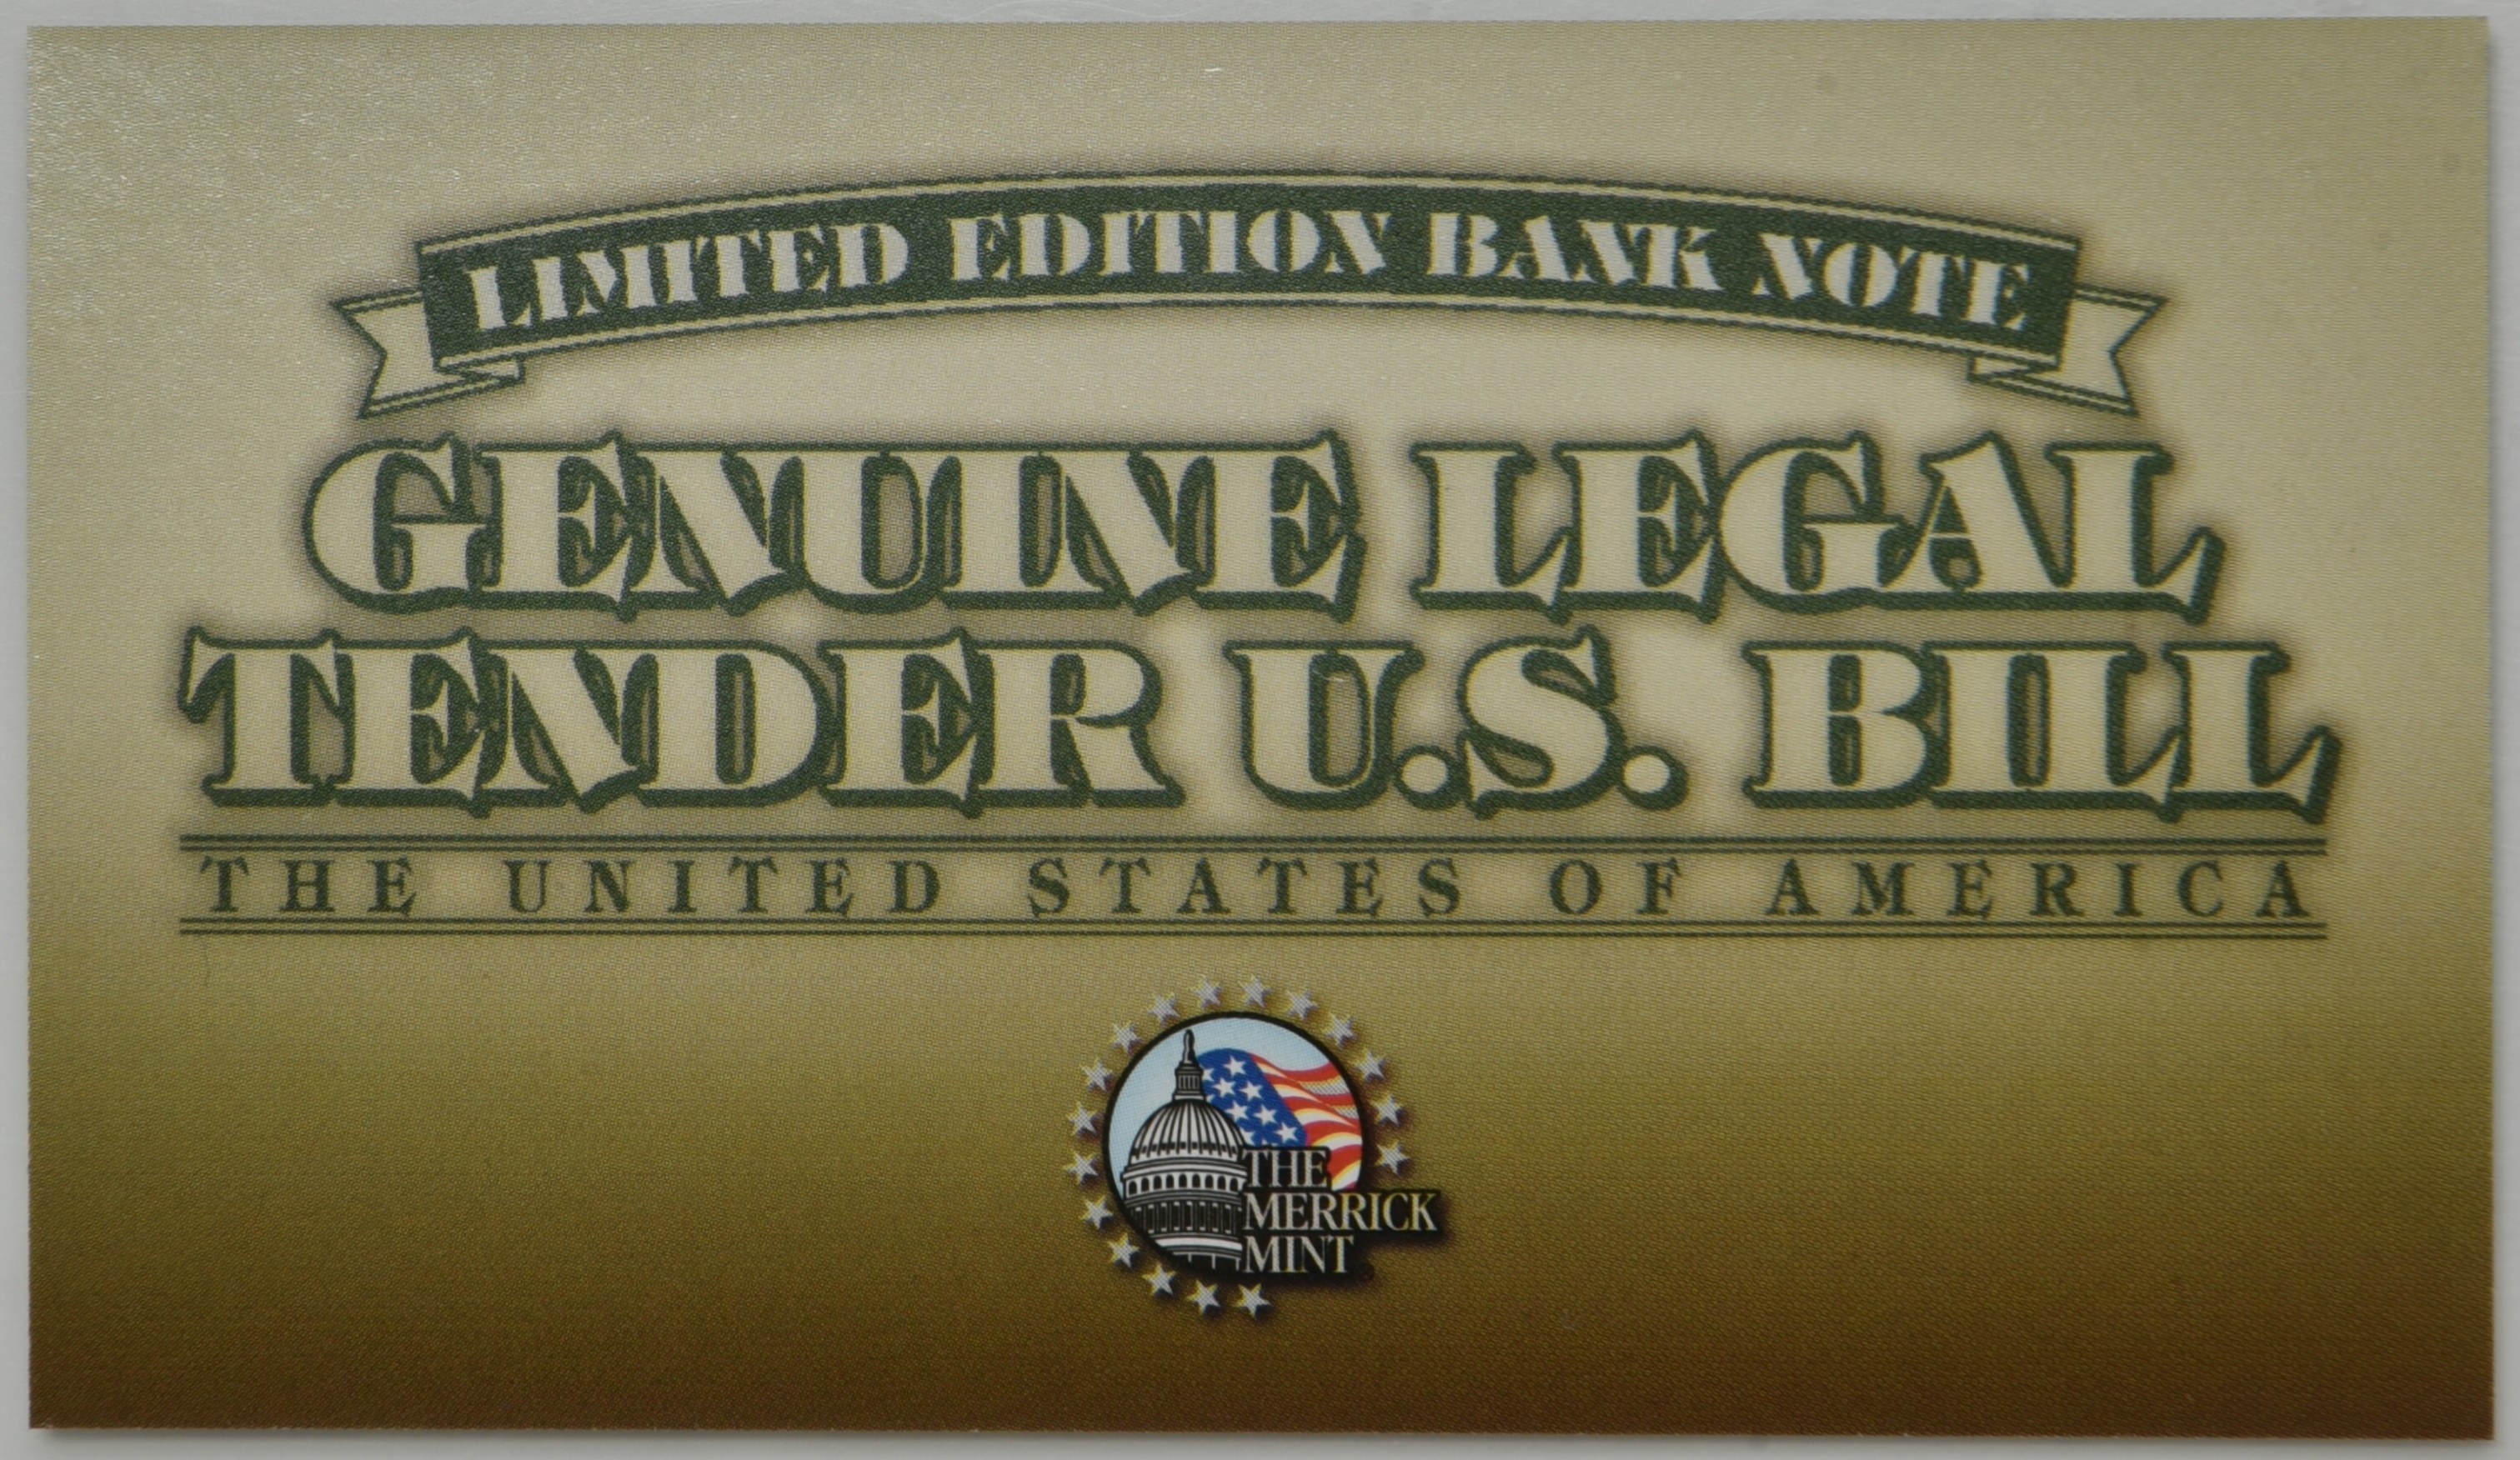 LIMITED EDITION BANK NOTE
GENUINE LEGAL
TENDER U.S. BILL
THE UNITED STATES OF AMERICA
THE
MERRICK
MINT